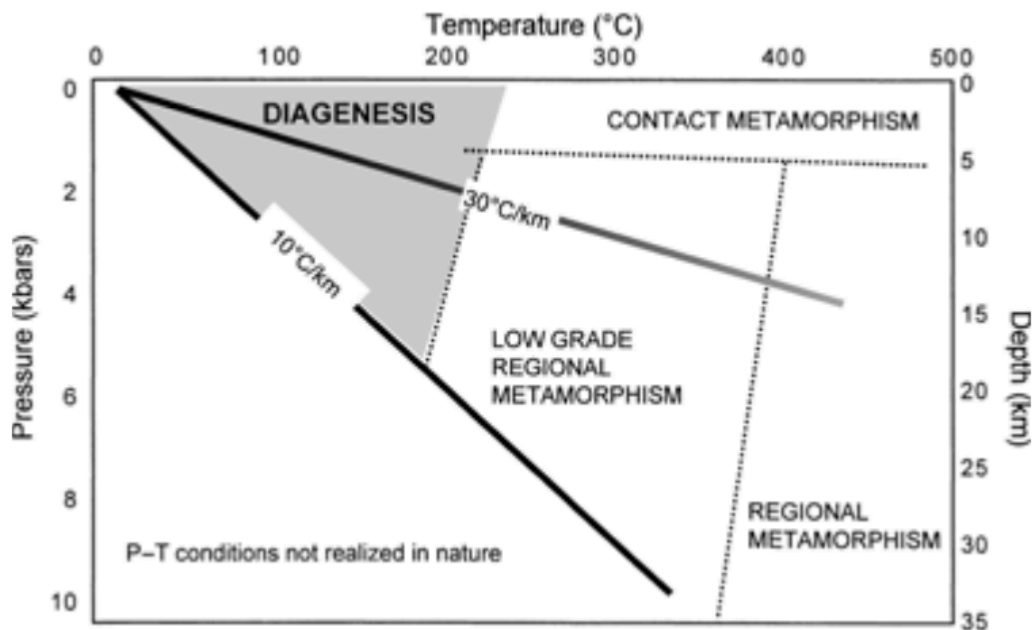 Temperature (°C)
0 100 200 300 400 500
0
2
4
6
8
10
Pressure (kbars)
0
5
10
15
20
25
30
35
Depth (km)
DIAGENESIS
CONTACT METAMORPHISM
30°C/km
10°C/km
LOW GRADE
REGIONAL
METAMORPHISM
REGIONAL
METAMORPHISM
P–T conditions not realized in nature